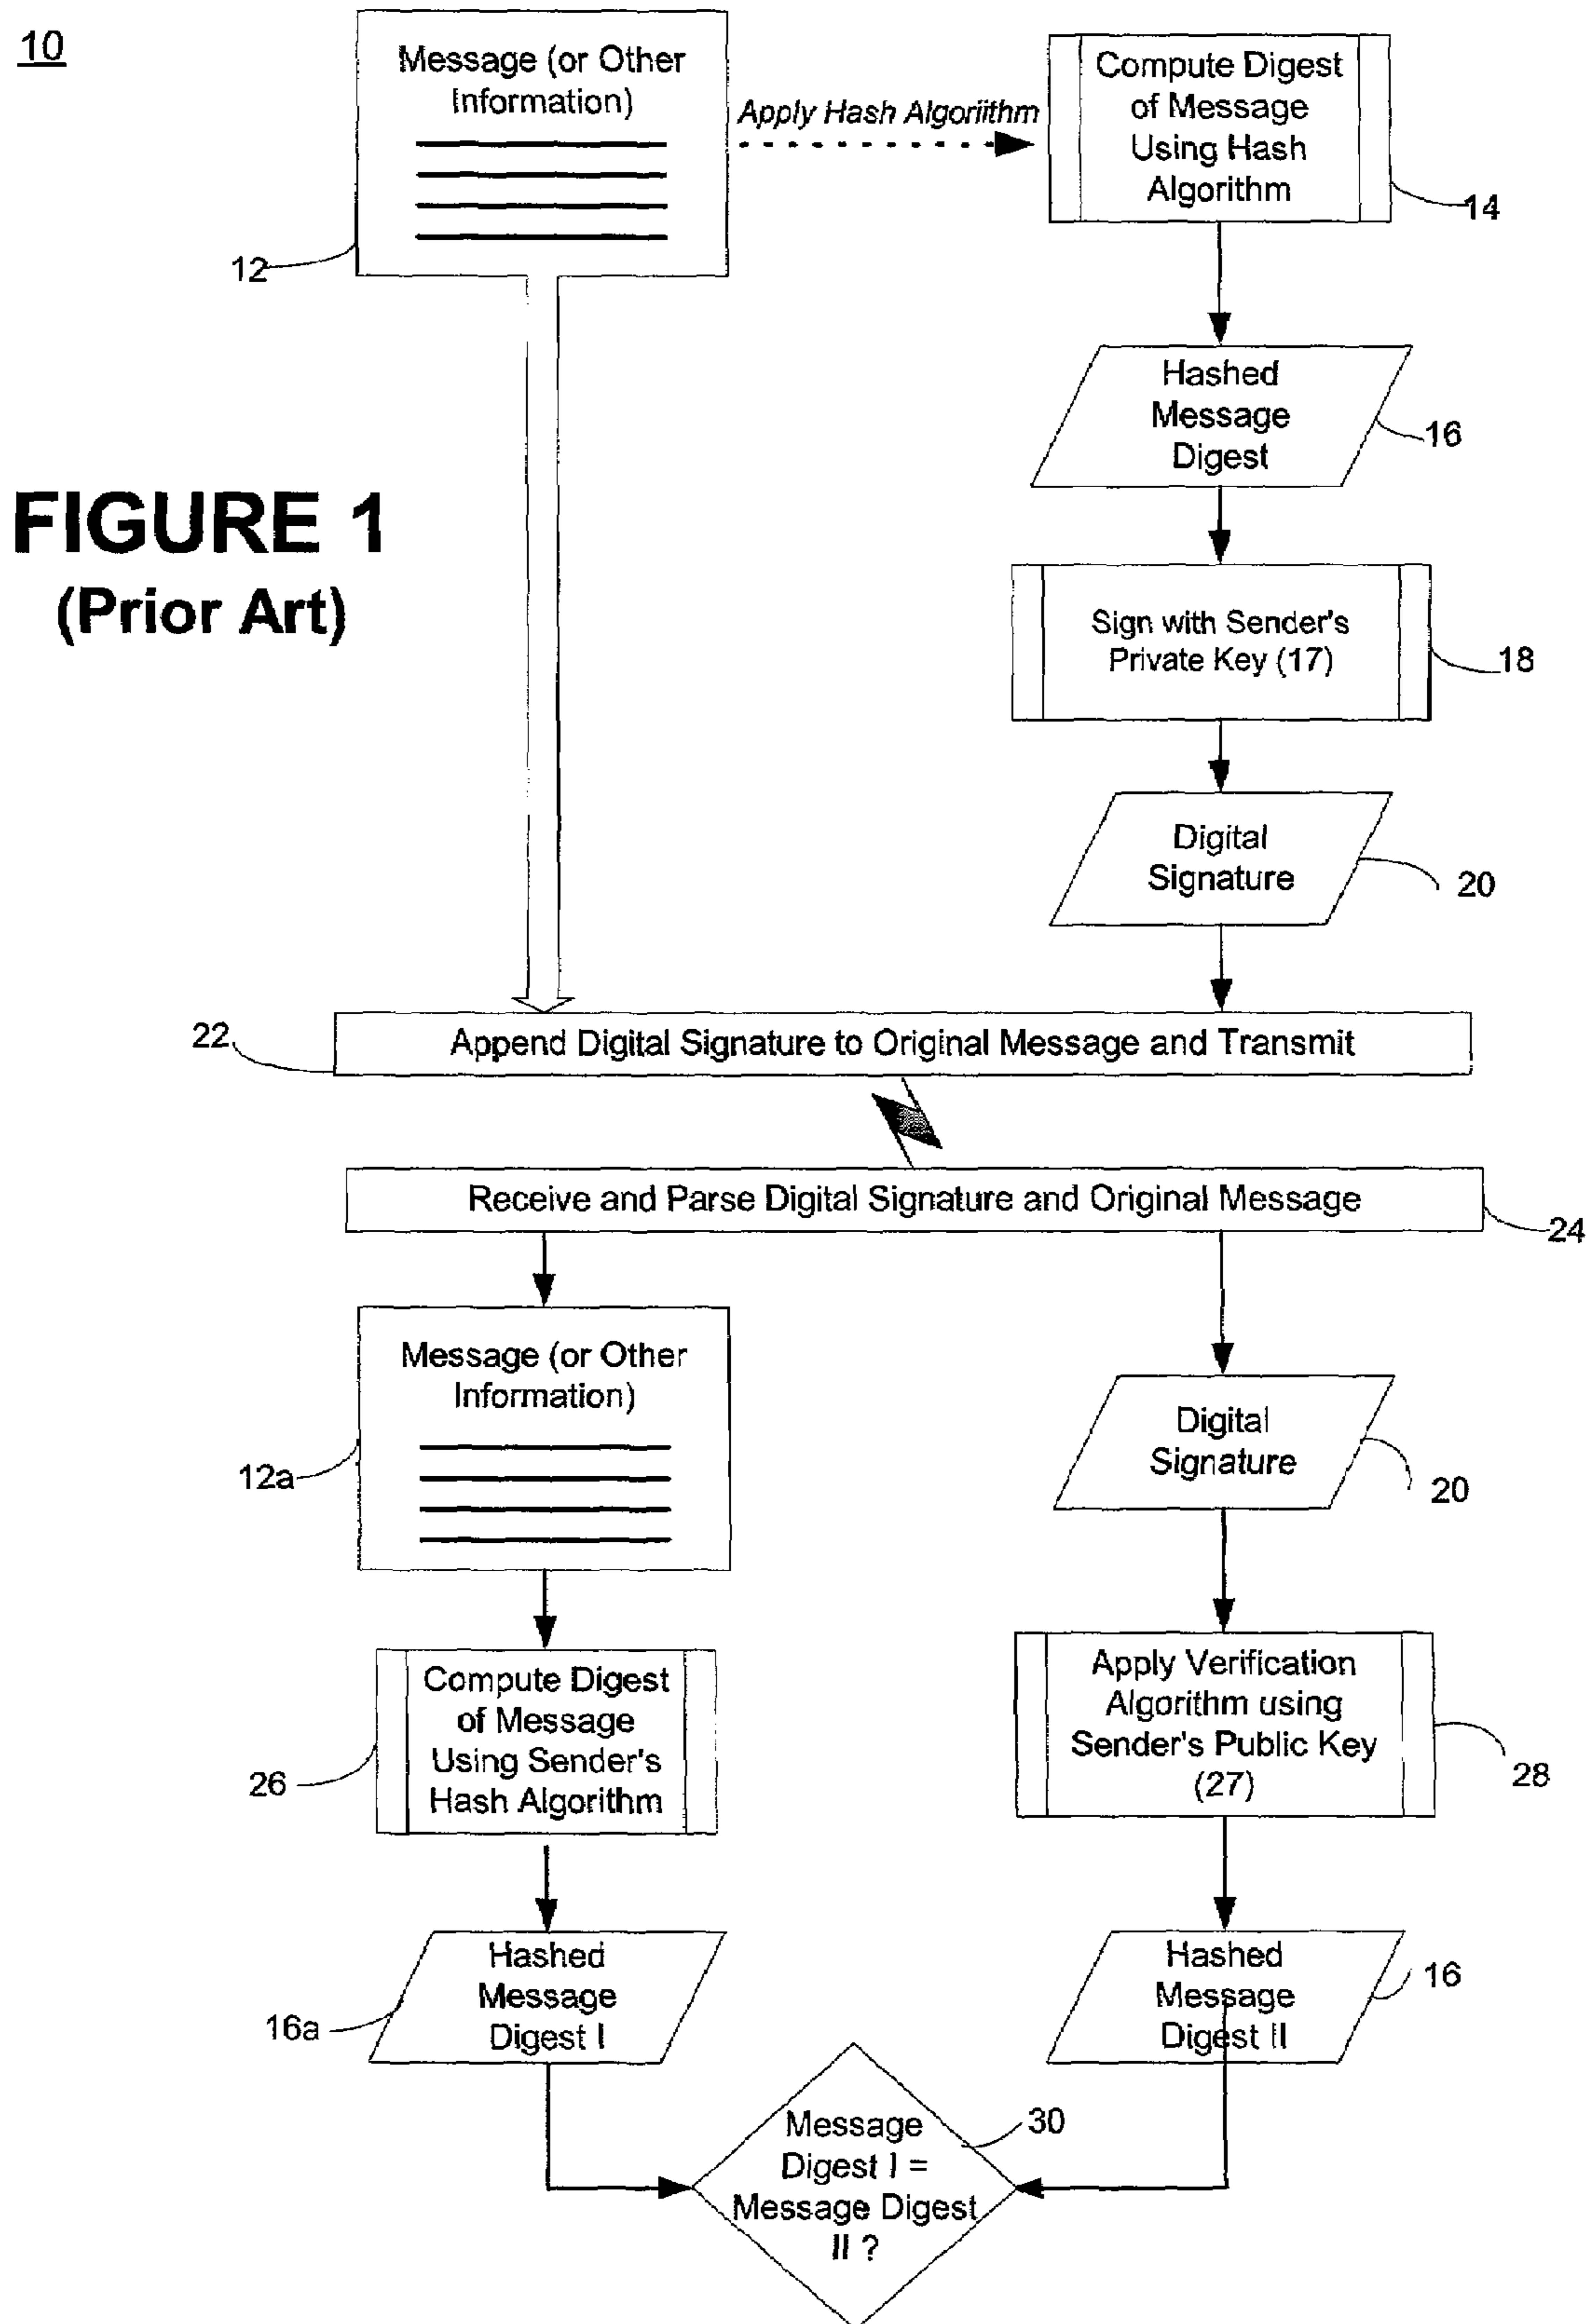 10
Message (or Other
Information)
Apply Hash Algoriithm
Compute Digest
of Message
Using Hash
Algorithm
14
12
Hashed
Message
Digest
16
FIGURE 1
(Prior Art)
Sign with Sender's
Private Key (17)
18
Digital
Signature
20
22
Append Digital Signature to Original Message and Transmit
Receive and Parse Digital Signature and Original Message
24
Message (or Other
Information)
12a
Digital
Signature
20
Compute Digest
of Message
Using Sender's
Hash Algorithm
26
Apply Verification
Algorithm using
Sender's Public Key
(27)
28
Hashed
Message
Digest I
16a
Hashed
Message
Digest II
16
Message
Digest I =
Message Digest
II ?
30